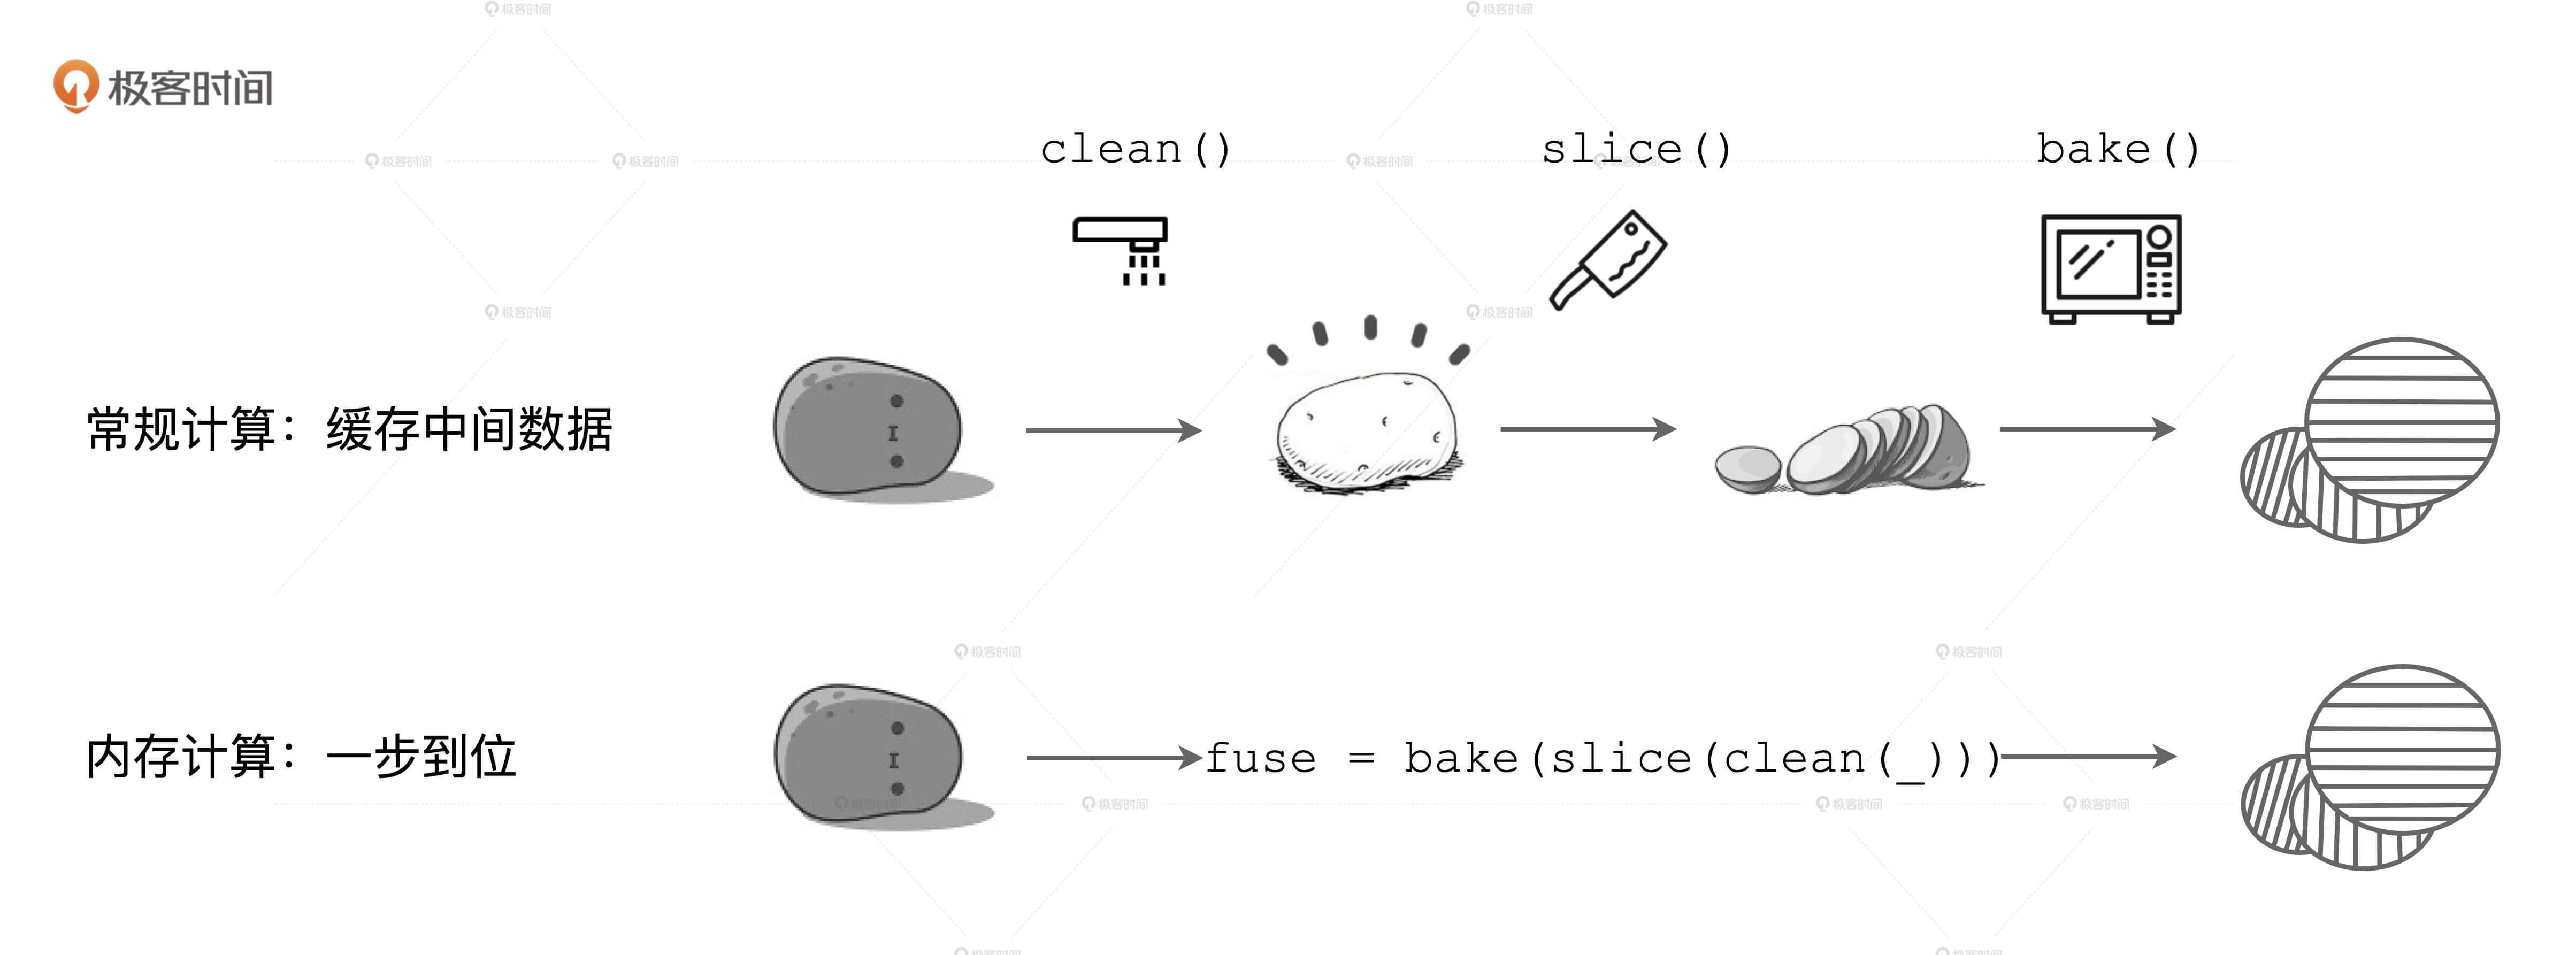 极客时间
clean() slice() bake()
常规计算：缓存中间数据
内存计算：一步到位
fuse = bake(slice(clean(_)))